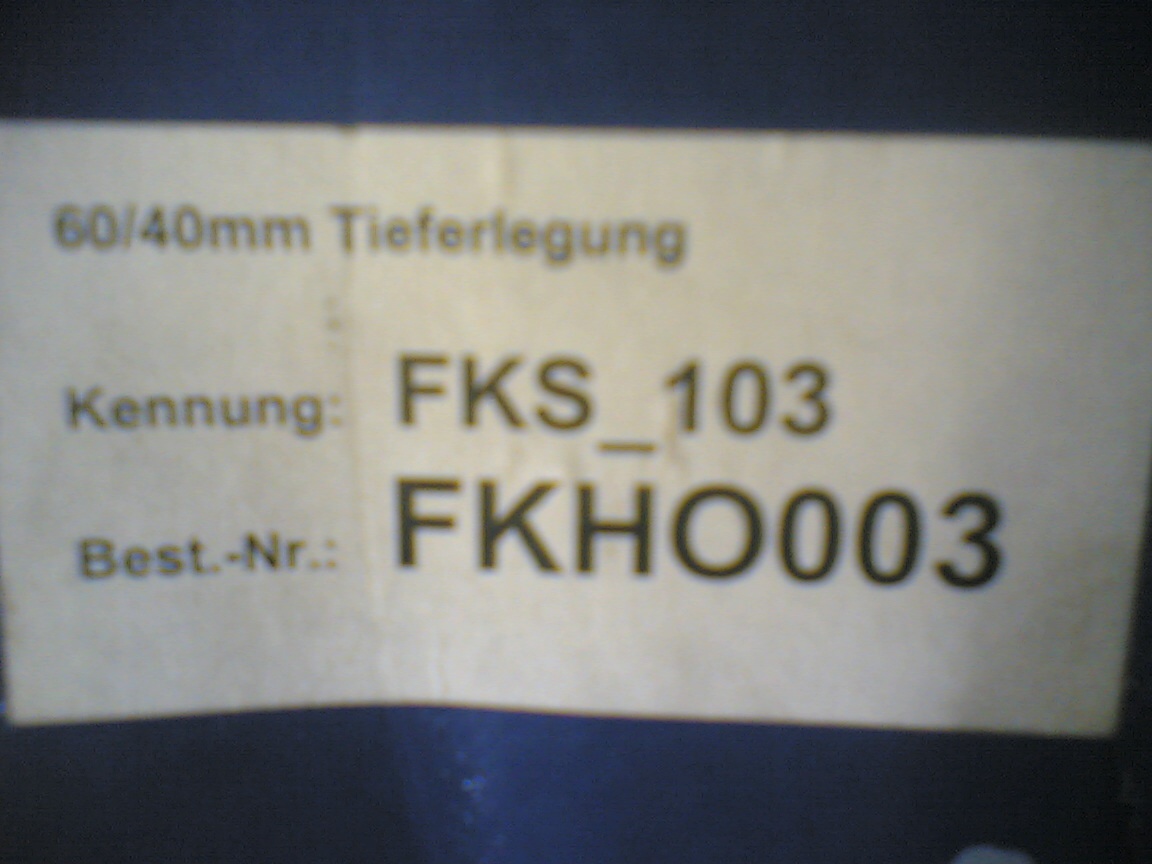 60/40mm Tieferlegung
Kennung: FKS_103
Best.-Nr.: FKHO003